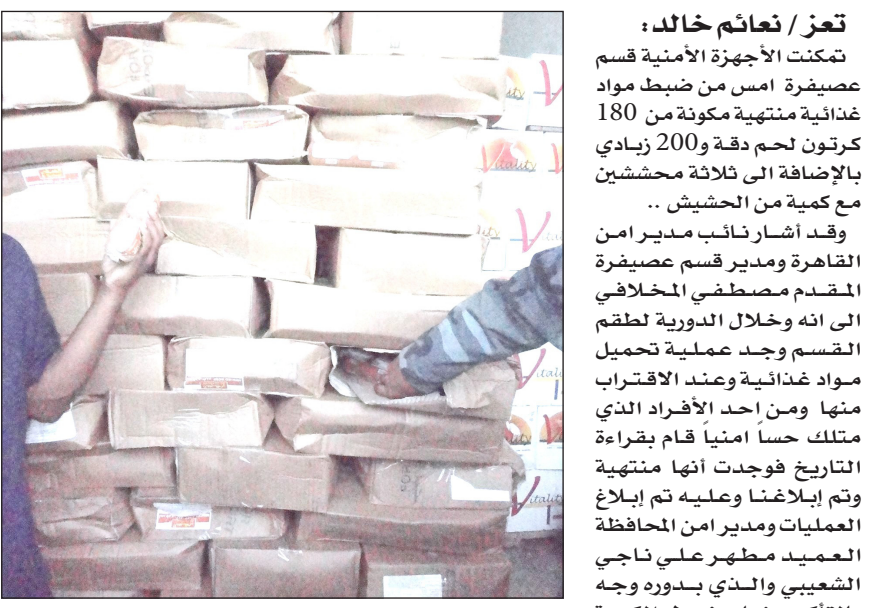 تعز / نعائم خالد:
تمكنت الأجهزة الأمنية قسم
عصيفرة امس من ضبط مواد
غذائية منتهية مكونة من 180
كرتون لحم دقة و200 زبادي
بالإضافة الى ثلاثة محششين
مع كمية من الحشيش ..
وقد أشار نائب مدير امن
القاهرة ومدير قسم عصيفرة
المقدم مصطفي المخلافي
الى انه وخلال الدورية لطقم
القسم وجد عملية تحميل
مواد غذائية وعند الاقتراب
منها ومن احد الأفراد الذي
متلك حساً امنياً قام بقراءة
التاريخ فوجدت أنها منتهية
وتم إبلاغنا وعليه تم إبلاغ
العمليات ومدير امن المحافظة
العميد مطهر علي ناجي
الشعيبي والذي بدوره وجه
Vitality